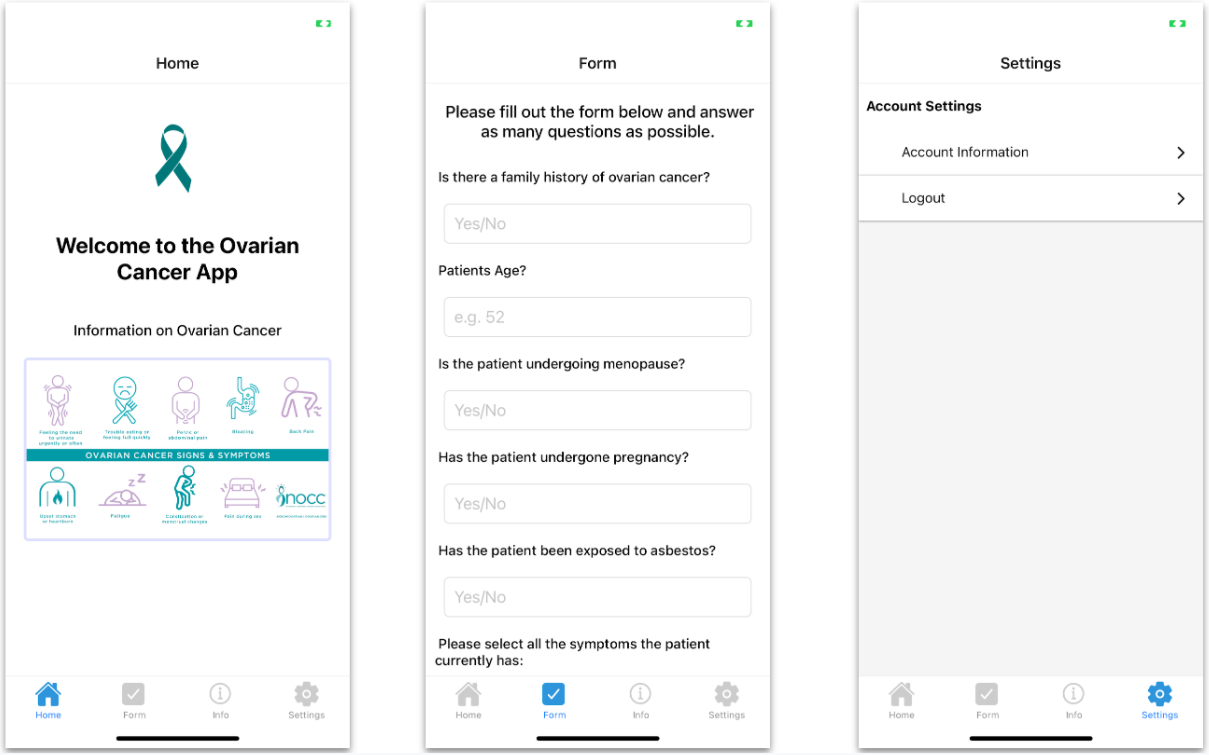 Home
Welcome to the Ovarian
Cancer App
Information on Ovarian Cancer
Feeling the need
to urinate
urgently or often
Trouble eating or
feeling full quickly
Pelvic or
abdominal pain
Bloating
Back Pain
OVARIAN CANCER SIGNS & SYMPTOMS
Upset stomach
or heartburn
zZ
Fatigue
Constipation or
menstrual changes
Pain during sex
nocc
Home
Form
Info
Settings
Form
Please fill out the form below and answer
as many questions as possible.
Is there a family history of ovarian cancer?
Yes/No
Patients Age?
e.g. 52
Is the patient undergoing menopause?
Yes/No
Has the patient undergone pregnancy?
Yes/No
Has the patient been exposed to asbestos?
Yes/No
Please select all the symptoms the patient
currently has:
Home
Form
Info
Settings
Settings
Account Settings
Account Information
Logout
Home
Form
Info
Settings